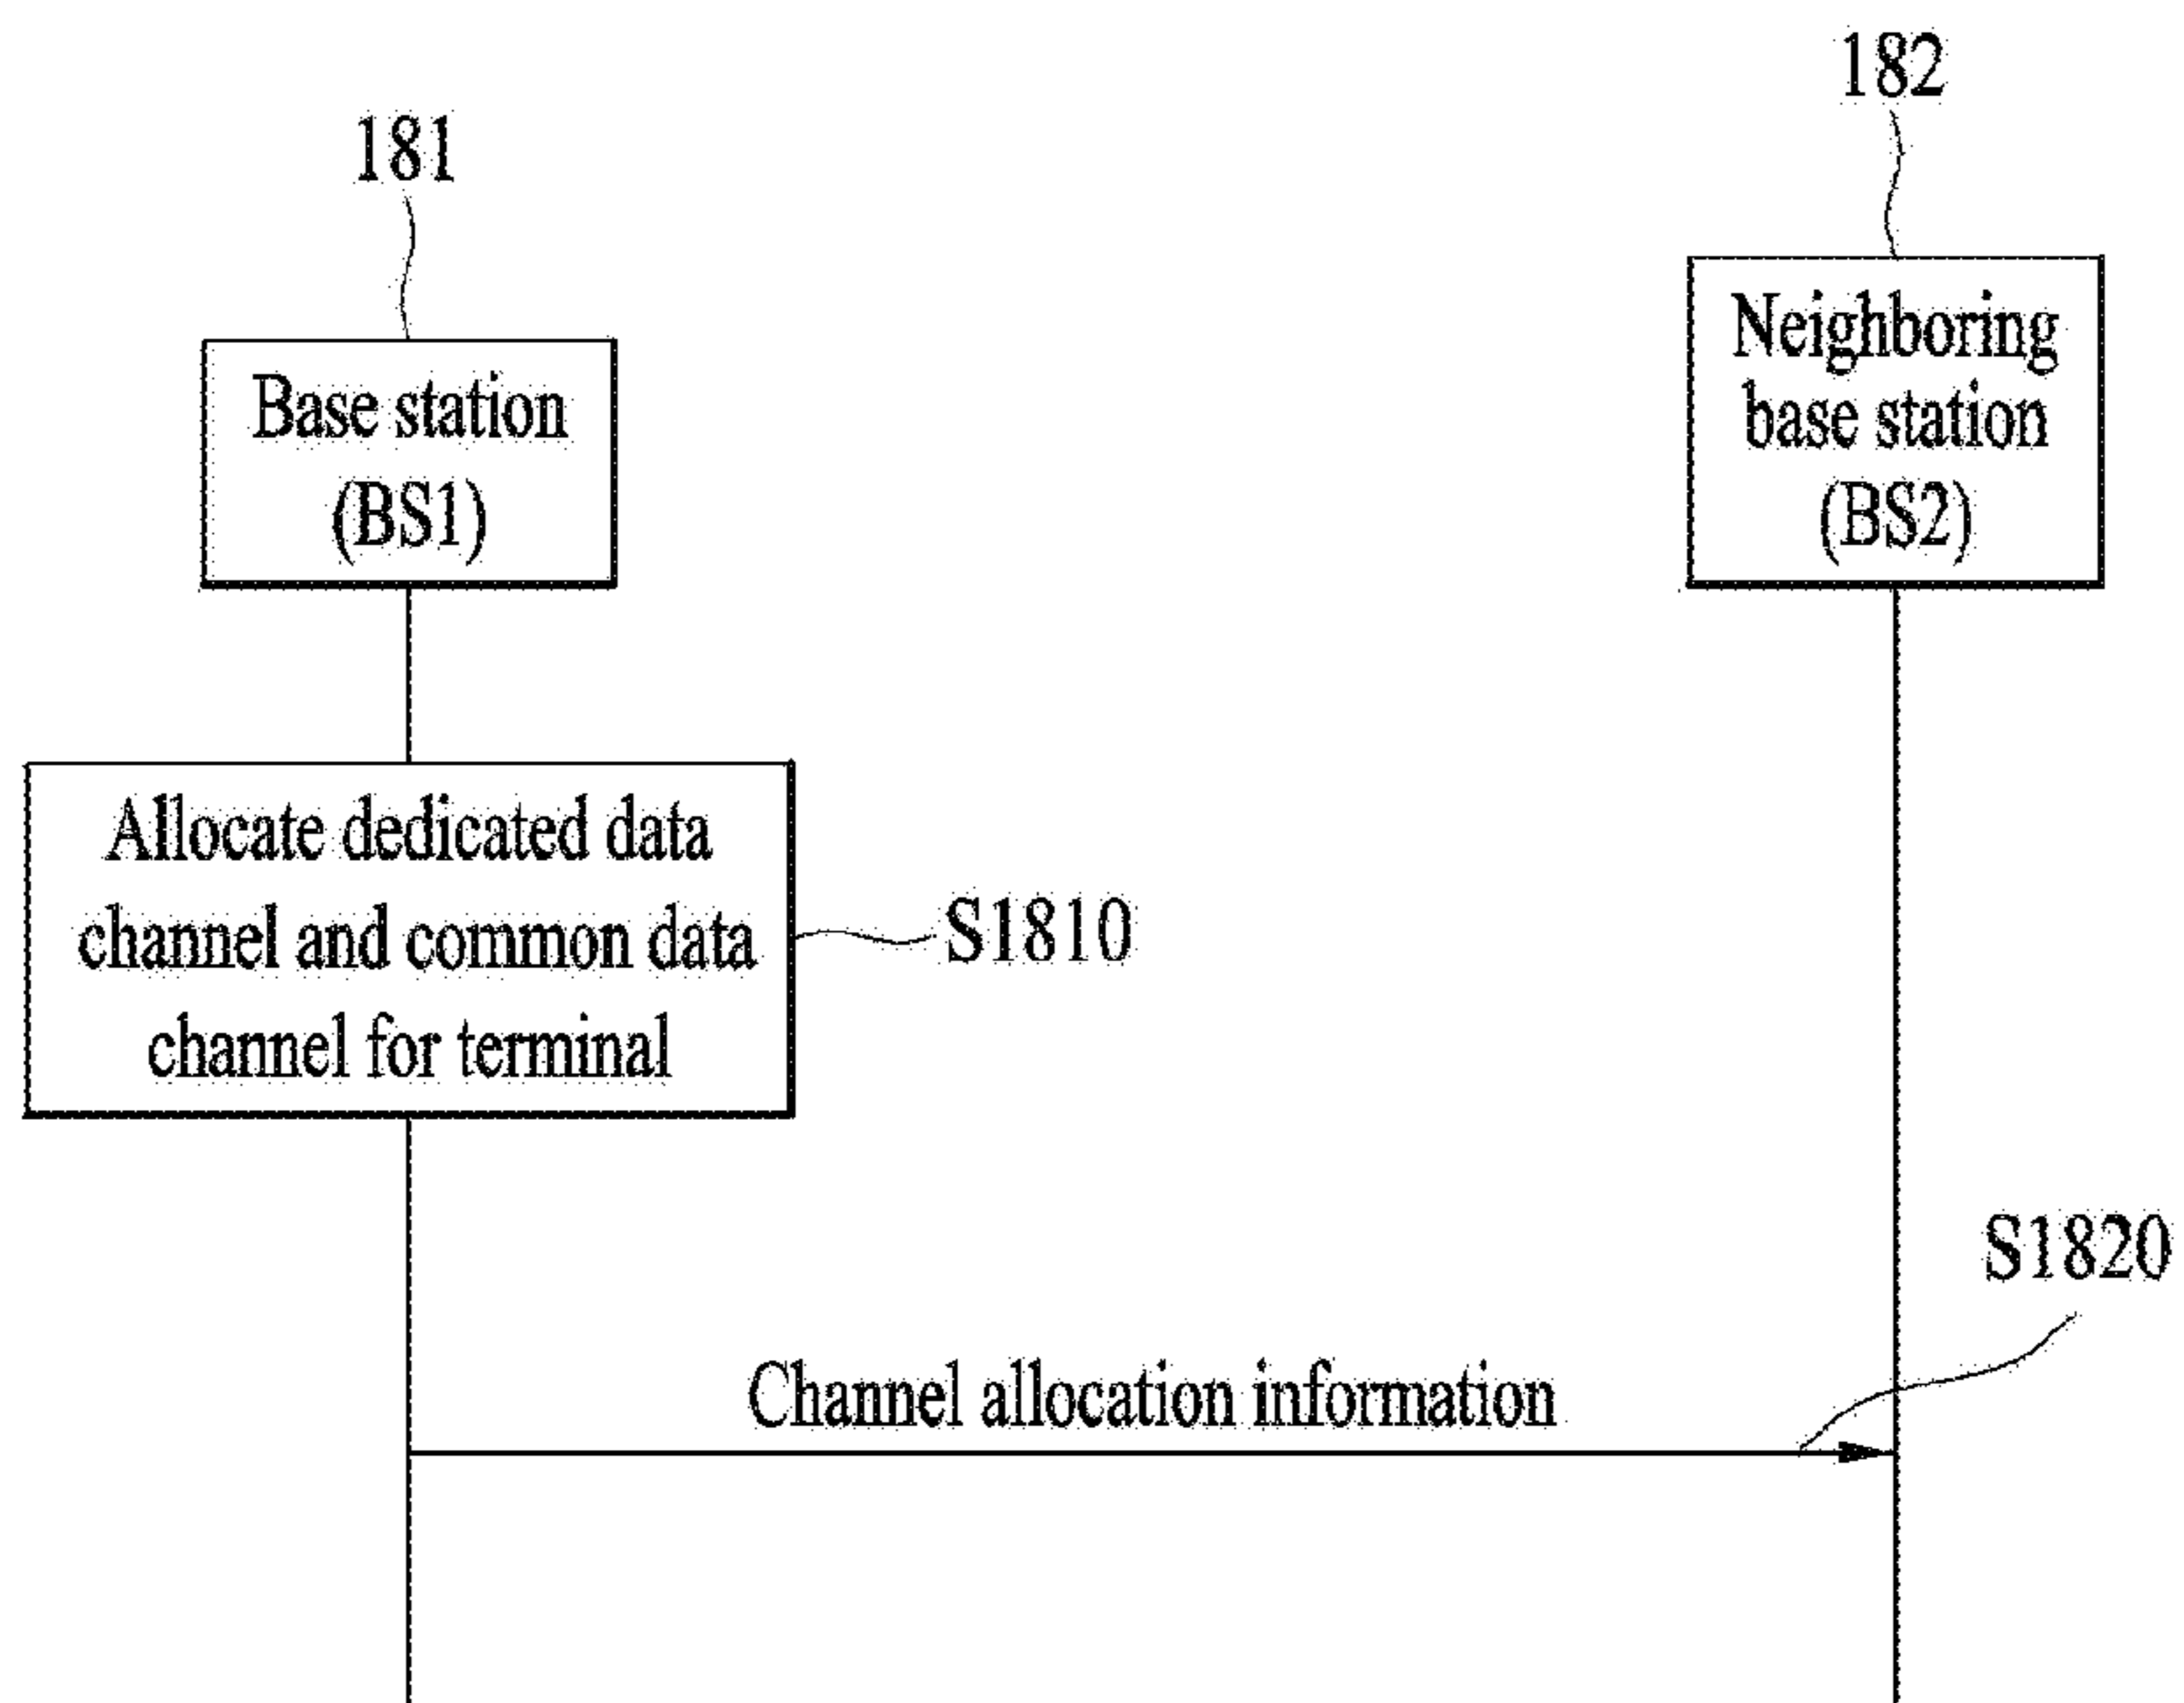 182
181
Neighboring
base station
(BS2)
Base station
(BS1)
Allocate dedicated data
channel and common data
channel for terminal
S1810
S1820
Channel allocation information